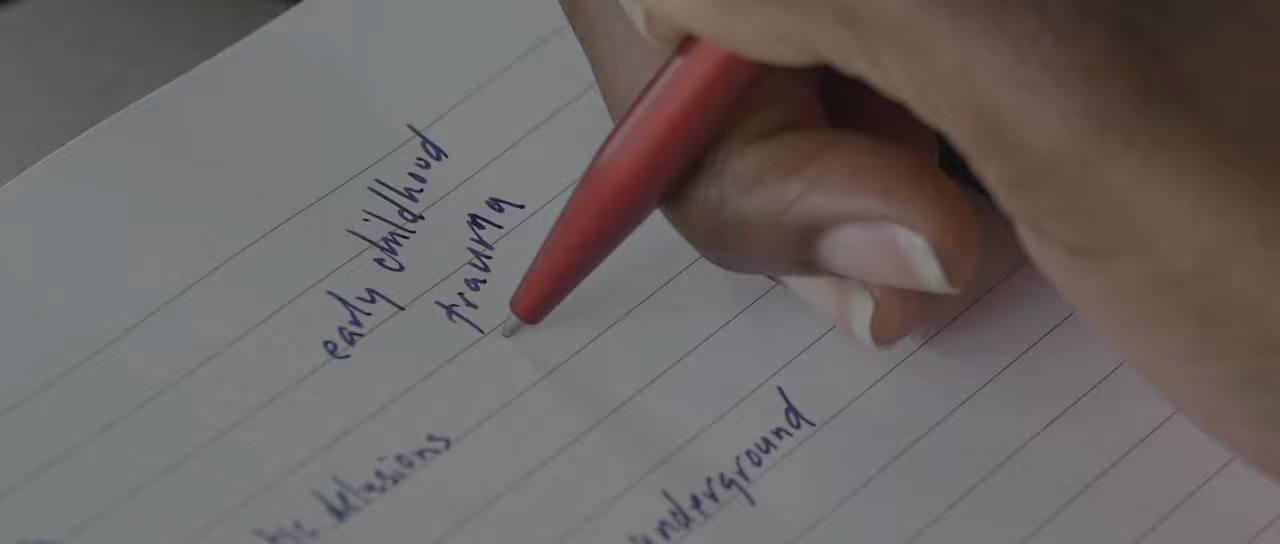 early childhood
trauma
delusions
underground